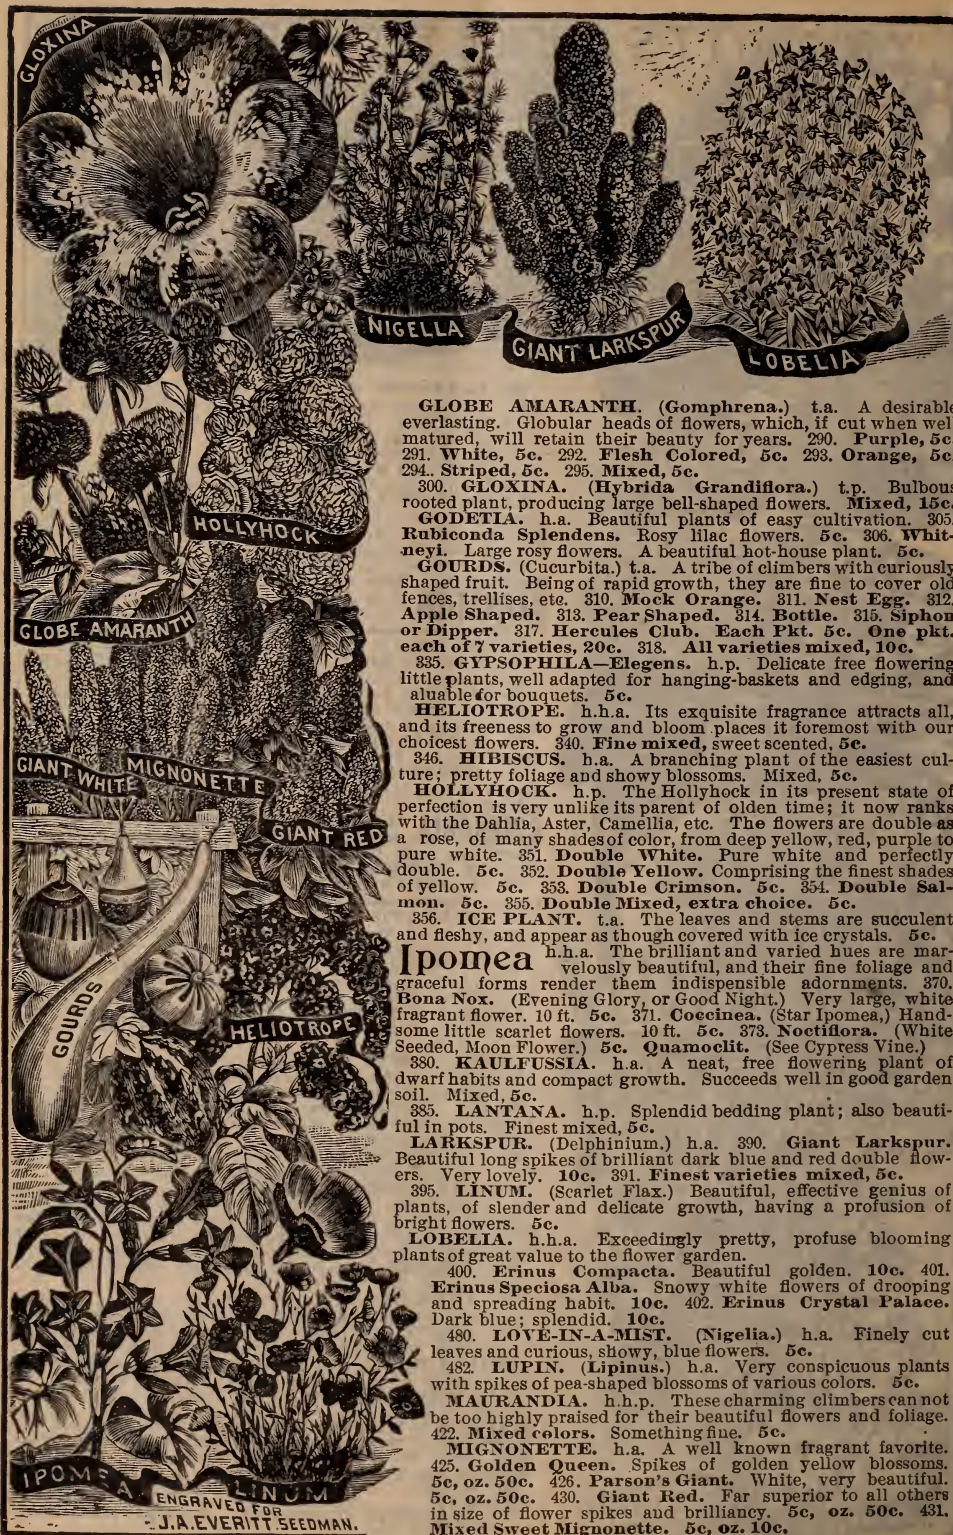 GLOXINA
NIGELLA
GIANT LARKSPUR
LOBELIA
HOLLYHOCK
GLOBE AMARANTH
GIANT WHITE MIGNONETTE
GIANT RED
GOURDS
HELIOTROPE
IPOMEA
LINUM
ENGRAVED FOR
J.A.EVERITT.SEEDMAN.
GLOBE AMARANTH. (Gomphrena.) t.a. A desirable
everlasting. Globular heads of flowers, which, if cut when wel
matured, will retain their beauty for years. 290. Purple, 5c
291. White, 5c. 292. Flesh Colored, 5c. 293. Orange, 5c
294.. Striped, 5c. 295. Mixed, 5c.
300. GLOXINA. (Hybrida Grandiflora.) t.p. Bulbous
rooted plant, producing large bell-shaped flowers. Mixed, 15c.
GODETIA. h.a. Beautiful plants of easy cultivation. 305.
Rubiconda Splendens. Rosy lilac flowers. 5c. 306. Whit-
neyi. Large rosy flowers. A beautiful hot-house plant. 5c.
GOURDS. (Cucurbita.) t.a. A tribe of climbers with curiously
shaped fruit. Being of rapid growth, they are fine to cover old
fences, trellises, etc. 310. Mock Orange. 311. Nest Egg. 312.
Apple Shaped. 313. Pear Shaped. 314. Bottle. 315. Siphon
or Dipper. 317. Hercules Club. Each Pkt. 5c. One pkt.
each of 7 varieties, 20c. 318. All varieties mixed, 10c.
335. GYPSOPHILA—Elegens. h.p. Delicate free flowering
little plants, well adapted for hanging-baskets and edging, and
aluable for bouquets. 5c.
HELIOTROPE. h.h.a. Its exquisite fragrance attracts all,
and its freeness to grow and bloom places it foremost with our
choicest flowers. 340. Fine mixed, sweet scented, 5c.
346. HIBISCUS. h.a. A branching plant of the easiest cul-
ture; pretty foliage and showy blossoms. Mixed, 5c.
HOLLYHOCK. h.p. The Hollyhock in its present state of
perfection is very unlike its parent of olden time; it now ranks
with the Dahlia, Aster, Camellia, etc. The flowers are double as
a rose, of many shades of color, from deep yellow, red, purple to
pure white. 351. Double White. Pure white and perfectly
double. 5c. 352. Double Yellow. Comprising the finest shades
of yellow. 5c. 353. Double Crimson. 5c. 354. Double Sal-
mon. 5c. 355. Double Mixed, extra choice. 5c.
356. ICE PLANT. t.a. The leaves and stems are succulent
and fleshy, and appear as though covered with ice crystals. 5c.
Ipomea h.h.a. The brilliant and varied hues are mar-
velously beautiful, and their fine foliage and
graceful forms render them indispensible adornments. 370.
Bona Nox. (Evening Glory, or Good Night.) Very large, white
fragrant flower. 10 ft. 5c. 371. Coccinea. (Star Ipomea,) Hand-
some little scarlet flowers. 10 ft. 5c. 373. Noctiflora. (White
Seeded, Moon Flower.) 5c. Quamoclit. (See Cypress Vine.)
380. KAULFUSSIA. h.a. A neat, free flowering plant of
dwarf habits and compact growth. Succeeds well in good garden
soil. Mixed, 5c.
385. LANTANA. h.p. Splendid bedding plant; also beauti-
ful in pots. Finest mixed, 5c.
LARKSPUR. (Delphinium.) h.a. 390. Giant Larkspur.
Beautiful long spikes of brilliant dark blue and red double flow-
ers. Very lovely. 10c. 391. Finest varieties mixed, 5c.
395. LINUM. (Scarlet Flax.) Beautiful, effective genius of
plants, of slender and delicate growth, having a profusion of
bright flowers. 5c.
LOBELIA. h.h.a. Exceedingly pretty, profuse blooming
plants of great value to the flower garden.
400. Erinus Compacta. Beautiful golden. 10c. 401.
Erinus Speciosa Alba. Snowy white flowers of drooping
and spreading habit. 10c. 402. Erinus Crystal Palace.
Dark blue; splendid. 10c.
480. LOVE-IN-A-MIST. (Nigelia.) h.a. Finely cut
leaves and curious, showy, blue flowers. 5c.
482. LUPIN. (Lipinus.) h.a. Very conspicuous plants
with spikes of pea-shaped blossoms of various colors. 5c.
MAURANDIA. h.h.p. These charming climbers can not
be too highly praised for their beautiful flowers and foliage.
422. Mixed colors. Something fine. 5c.
MIGNONETTE. h.a. A well known fragrant favorite.
425. Golden Queen. Spikes of golden yellow blossoms.
5c, oz. 50c. 426. Parson's Giant. White, very beautiful.
5c, oz. 50c. 430. Giant Red. Far superior to all others
in size of flower spikes and brilliancy. 5c, oz. 50c. 431.
Mixed Sweet Mignonette. 5c, oz. 10c.